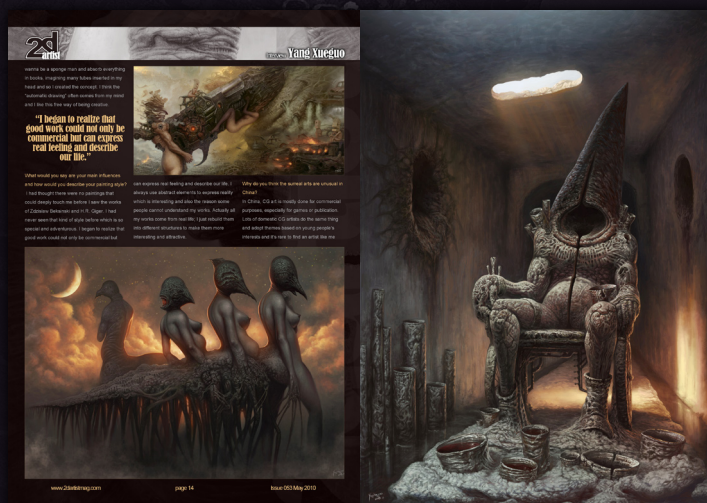 2d
artist
interview Yang Xueguo
wanna be a sponge man and absorb everything
in books, imagining many tubes inserted in my
head and so I created the concept. I think the
"automatic drawing" often comes from my mind
and I like this free way of being creative.
"I began to realize that
good work could not only be
commercial but can express
real feeling and describe
our life."
What would you say are your main influences
and how would you describe your painting style?
I had thought there were no paintings that
could deeply touch me before I saw the works
of Zdzislaw Beksinski and H R. Giger. I had
never seen that kind of style before which is so
special and adventurous. I began to realize that
good work could not only be commercial but
can express real feeling and describe out life. I
always use abstract elements to express reality
which is interesting and also the reason some
people cannot understand my works. Actually all
my works come from real life; I just rebuild them
into different structures to make them more
interesting and attractive.
Why do you think the surreal arts are unusual in
China?
In China, CG art is mostly done for commercial
purposes, especially for games or publication.
Lots of domestic CG artists do the same thing
and adopt themes based on young people's
interests and it's rare to find an artist like me
www.2dartistmag.com
page 14
Issue 053 May 2010